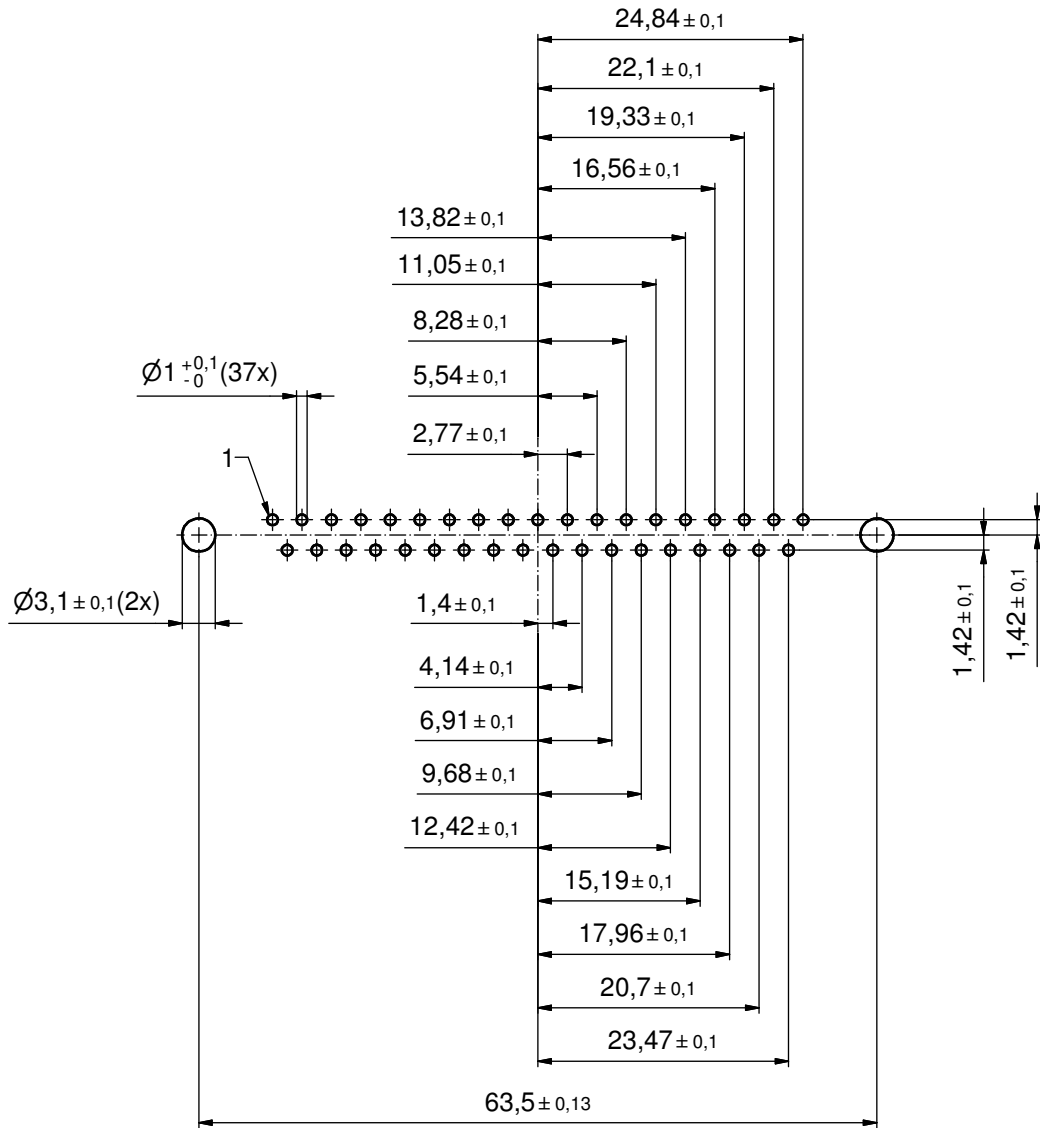 24,84 ± 0,1
22,1 ± 0,1
19,33 ± 0,1
16,56 ± 0,1
13,82 ± 0,1
11,05 ± 0,1
8,28 ± 0,1
Ø1 +0,1 -0 (37x)
5,54 ± 0,1
2,77 ± 0,1
1
Ø3,1 ± 0,1(2x)
1,4 ± 0,1
1,42 ± 0,1
1,42 ± 0,1
4,14 ± 0,1
6,91 ± 0,1
9,68 ± 0,1
12,42 ± 0,1
15,19 ± 0,1
17,96 ± 0,1
20,7 ± 0,1
23,47 ± 0,1
63,5 ± 0,13